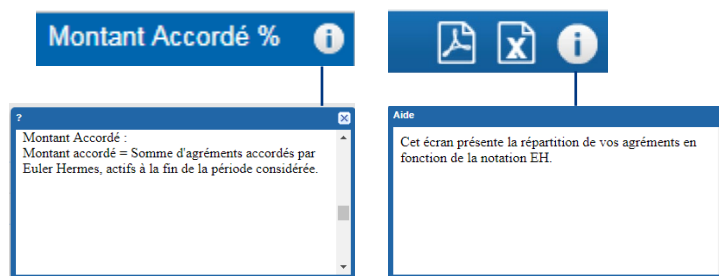 Montant Accordé %
?
Montant Accordé :
Montant accordé = Somme d'agréments accordés par
Euler Hermes, actifs à la fin de la période considérée.
Aide
Cet écran présente la répartition de vos agréments en
fonction de la notation EH.